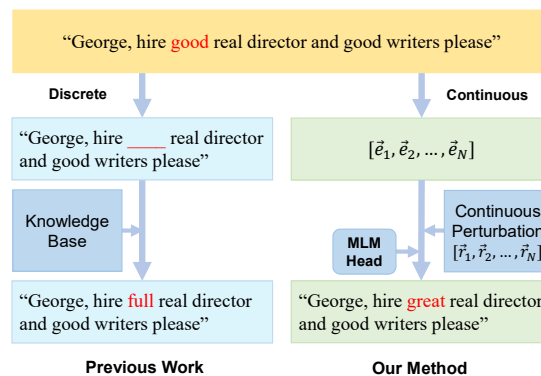 “George, hire good real director and good writers please”
Discrete
Continuous
“George, hire ____ real director
and good writers please”
[e⃗₁, e⃗₂, … , e⃗_N]
Knowledge
Base
MLM
Head
Continuous
Perturbation
[r⃗₁, r⃗₂, … , r⃗_N]
“George, hire full real director
and good writers please”
“George, hire great real director
and good writers please”
Previous Work
Our Method